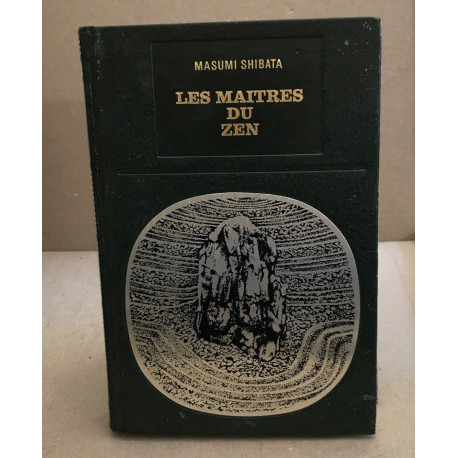 MASUMI SHIBATA
LES MAITRES
DU
ZEN